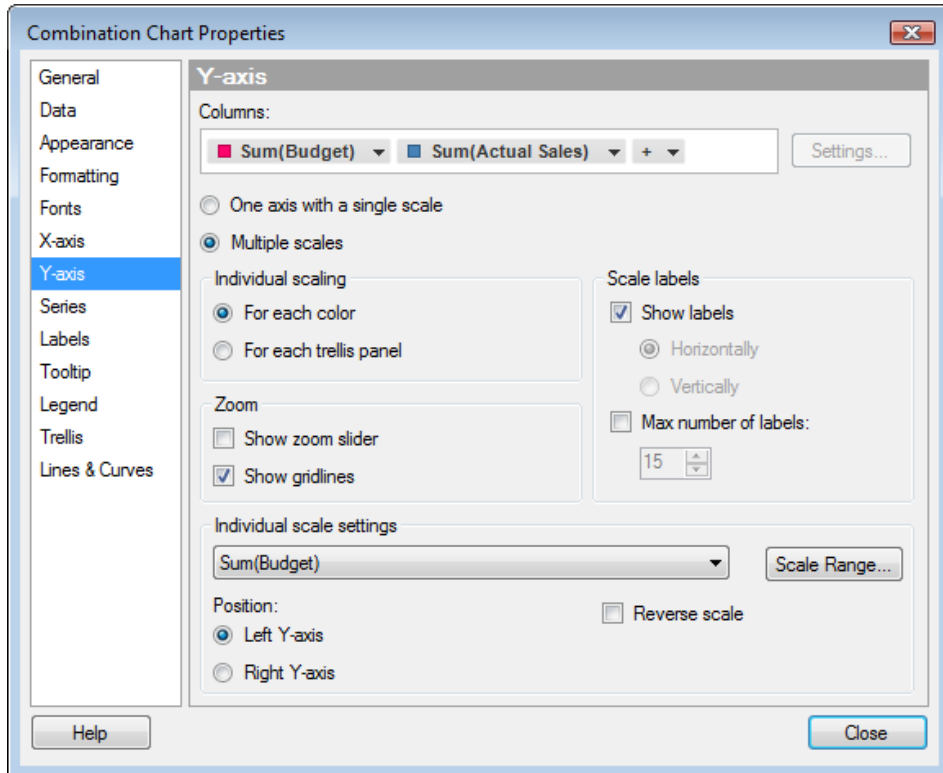 Combination Chart Properties
General
Data
Appearance
Formatting
Fonts
X-axis
Y-axis
Series
Labels
Tooltip
Legend
Trellis
Lines & Curves
Y-axis
Columns:
Sum(Budget) Sum(Actual Sales) +
Settings...
One axis with a single scale
Multiple scales
Individual scaling
For each color
For each trellis panel
Scale labels
Show labels
Horizontally
Vertically
Max number of labels:
15
Zoom
Show zoom slider
Show gridlines
Individual scale settings
Sum(Budget)
Scale Range...
Position:
Left Y-axis
Right Y-axis
Reverse scale
Help
Close